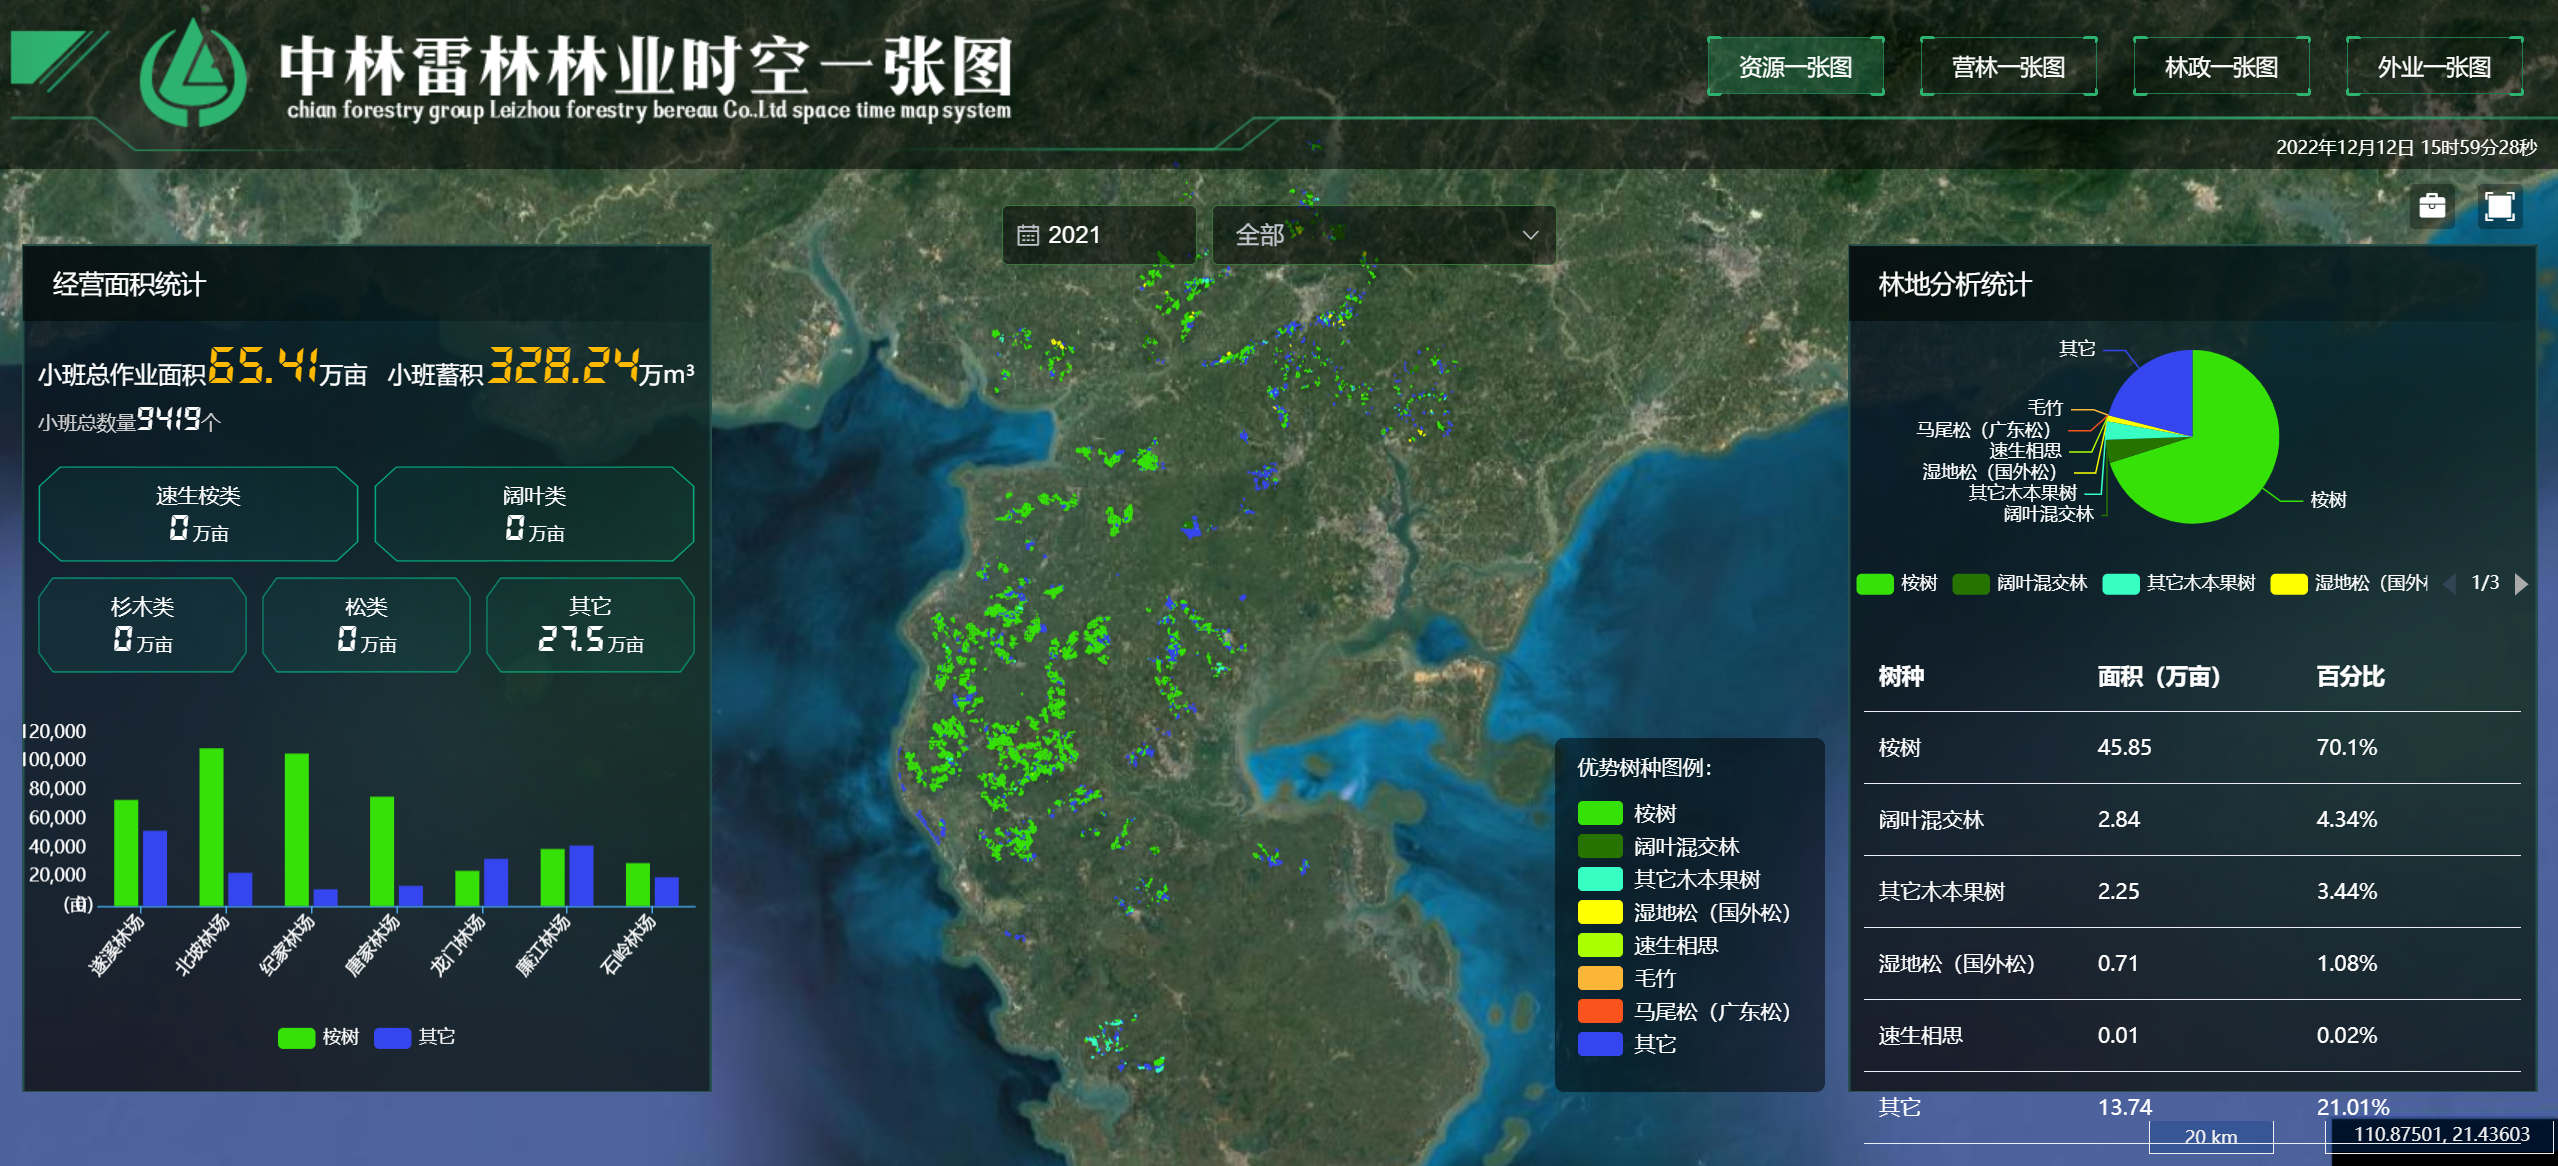 中林雷林林业时空一张图
chian forestry group Leizhou forestry bereau Co..Ltd space time map system
资源一张图
营林一张图
林政一张图
外业一张图
2022年12月12日 15时59分28秒
2021
全部
经营面积统计
小班总作业面积65.41万亩 小班蓄积328.24万m³
小班总数量9419个
速生桉类
0万亩
阔叶类
0万亩
杉木类
0万亩
松类
0万亩
其它
27.5万亩
120,000
100,000
80,000
60,000
40,000
20,000
(亩)
遂溪林场
北坡林场
纪家林场
唐家林场
龙门林场
廉江林场
石岭林场
桉树
其它
优势树种图例：
桉树
阔叶混交林
其它木本果树
湿地松（国外松）
速生相思
毛竹
马尾松（广东松）
其它
林地分析统计
其它
毛竹
马尾松（广东松）
速生相思
湿地松（国外松）
其它木本果树
阔叶混交林
桉树
桉树 阔叶混交林 其它木本果树 湿地松（国外 1/3
树种 面积（万亩） 百分比
桉树 45.85 70.1%
阔叶混交林 2.84 4.34%
其它木本果树 2.25 3.44%
湿地松（国外松） 0.71 1.08%
速生相思 0.01 0.02%
其它 13.74 21.01%
20 km
110.87501, 21.43603